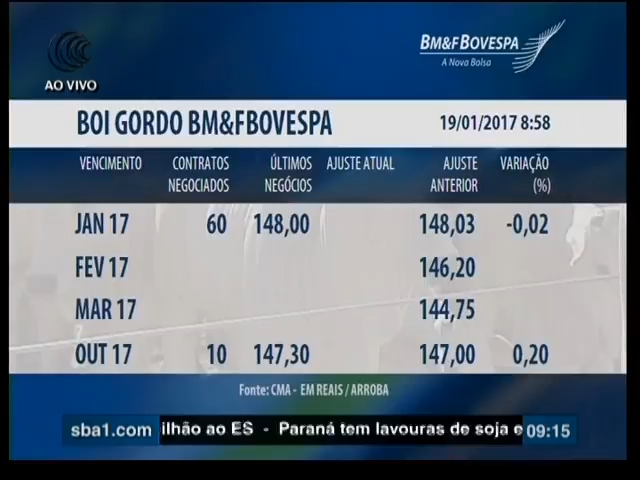 BM&FBOVESPA
A Nova Bolsa
AO VIVO
BOI GORDO BM&FBOVESPA 19/01/2017 8:58
VENCIMENTO CONTRATOS NEGOCIADOS ÚLTIMOS NEGÓCIOS AJUSTE ATUAL AJUSTE ANTERIOR VARIAÇÃO (%)
JAN 17 60 148,00 148,03 -0,02
FEV 17 146,20
MAR 17 144,75
OUT 17 10 147,30 147,00 0,20
Fonte: CMA - EM REAIS / ARROBA
sba1.com ilhão ao ES - Paraná tem lavouras de soja e 09:15